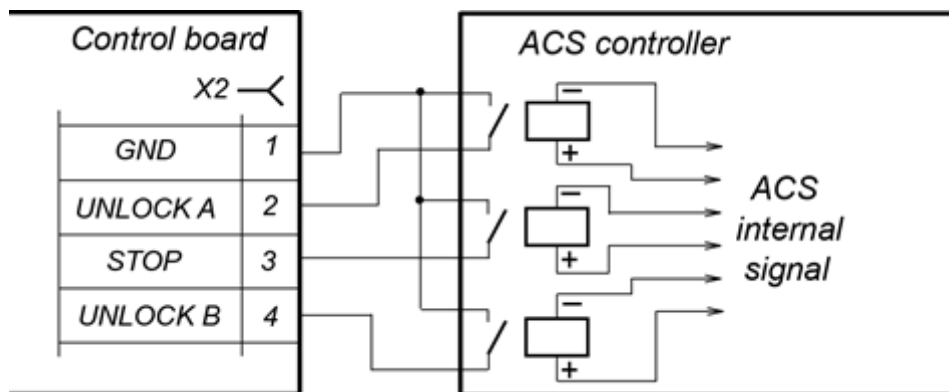 Control board
X2
GND 1
UNLOCK A 2
STOP 3
UNLOCK B 4
ACS controller
−
+
−
+
−
+
ACS
internal
signal